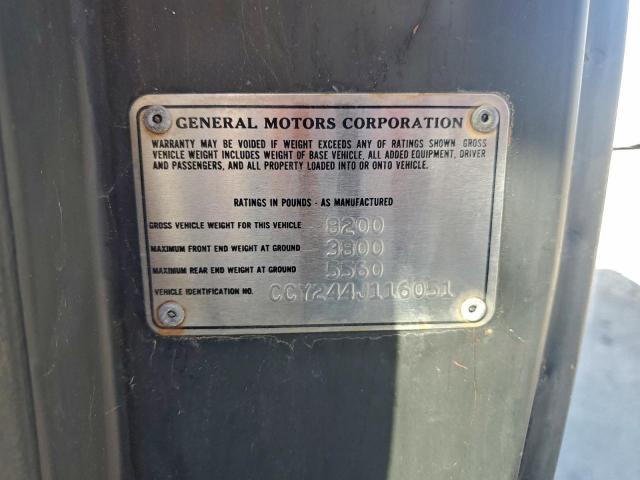 GENERAL MOTORS CORPORATION
WARRANTY MAY BE VOIDED IF WEIGHT EXCEEDS ANY OF RATINGS SHOWN GROSS
VEHICLE WEIGHT INCLUDES WEIGHT OF BASE VEHICLE, ALL ADDED EQUIPMENT, DRIVER
AND PASSENGERS, AND ALL PROPERTY LOADED INTO OR ONTO VEHICLE.
RATINGS IN POUNDS - AS MANUFACTURED
GROSS VEHICLE WEIGHT FOR THIS VEHICLE 8200
MAXIMUM FRONT END WEIGHT AT GROUND 3800
MAXIMUM REAR END WEIGHT AT GROUND 5560
VEHICLE IDENTIFICATION NO. CCY244J116051